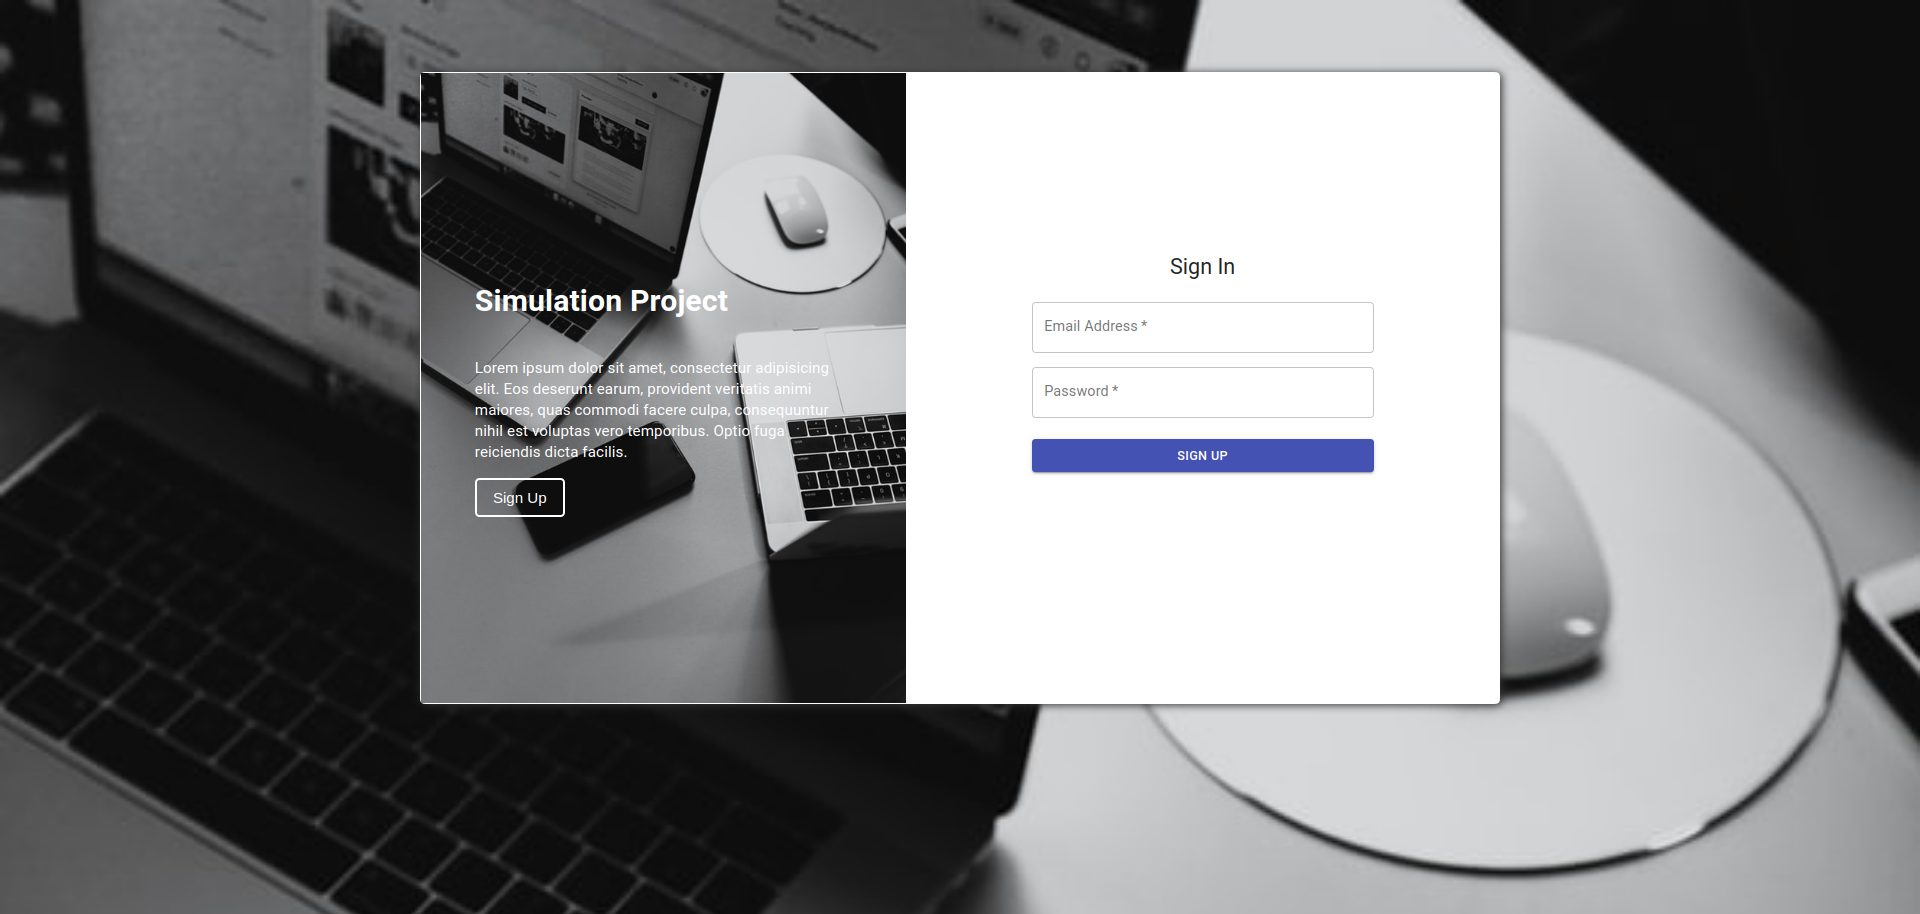 Simulation Project
Lorem ipsum dolor sit amet, consectetur adipisicing
elit. Eos deserunt earum, provident veritatis animi
maiores, quas commodi facere culpa, consequuntur
nihil est voluptas vero temporibus. Optio fuga
reiciendis dicta facilis.
Sign Up
Sign In
Email Address *
Password *
SIGN UP